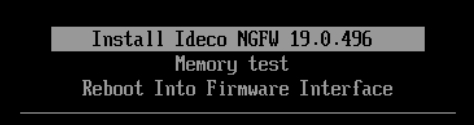 Install Ideco NGFW 19.0.496
Memory test
Reboot Into Firmware Interface